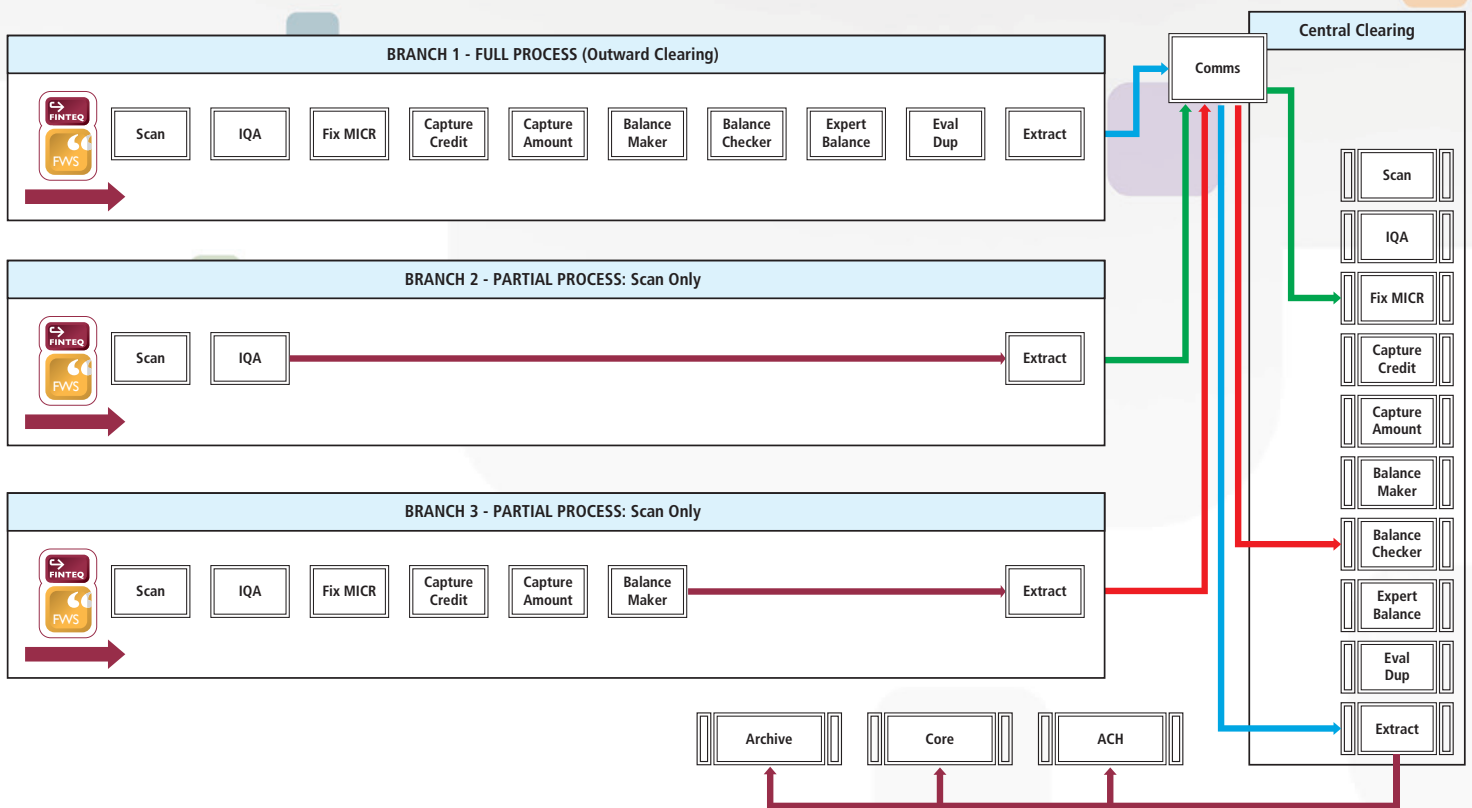 Central Clearing
BRANCH 1 - FULL PROCESS (Outward Clearing)
Comms
FINTEQ
FWS
Scan
IQA
Fix MICR
Capture
Credit
Capture
Amount
Balance
Maker
Balance
Checker
Expert
Balance
Eval
Dup
Extract
BRANCH 2 - PARTIAL PROCESS: Scan Only
FINTEQ
FWS
Scan
IQA
Extract
BRANCH 3 - PARTIAL PROCESS: Scan Only
FINTEQ
FWS
Scan
IQA
Fix MICR
Capture
Credit
Capture
Amount
Balance
Maker
Extract
Scan
IQA
Fix MICR
Capture
Credit
Capture
Amount
Balance
Maker
Balance
Checker
Expert
Balance
Eval
Dup
Extract
Archive
Core
ACH